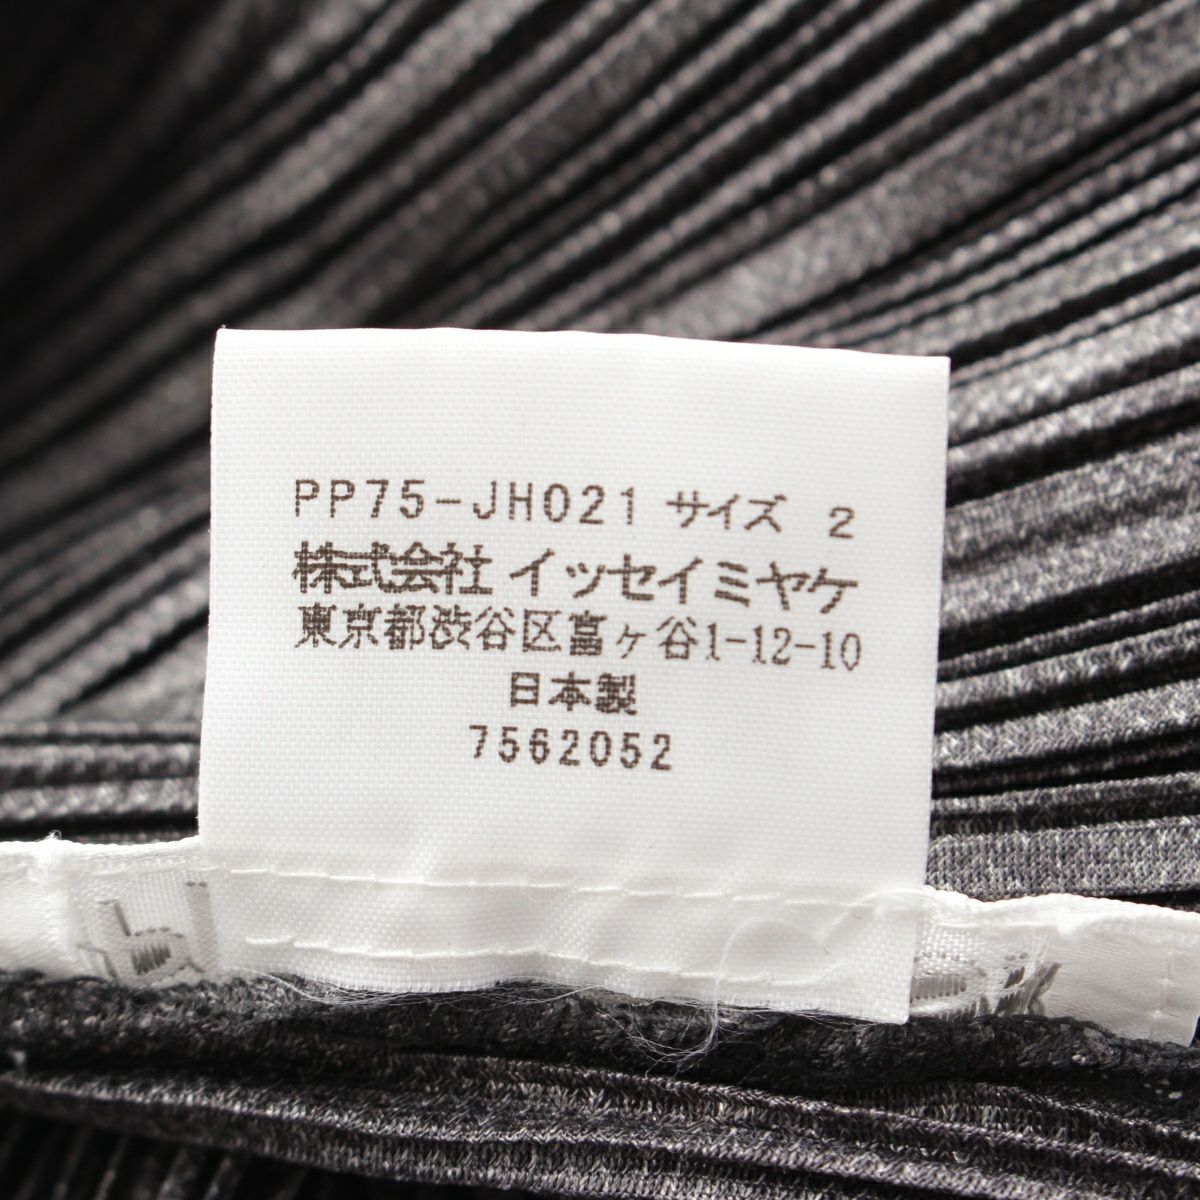 PP75-JH021 サイズ 2
株式会社 イッセイミヤケ
東京都渋谷区富ヶ谷1-12-10
日本製
7562052